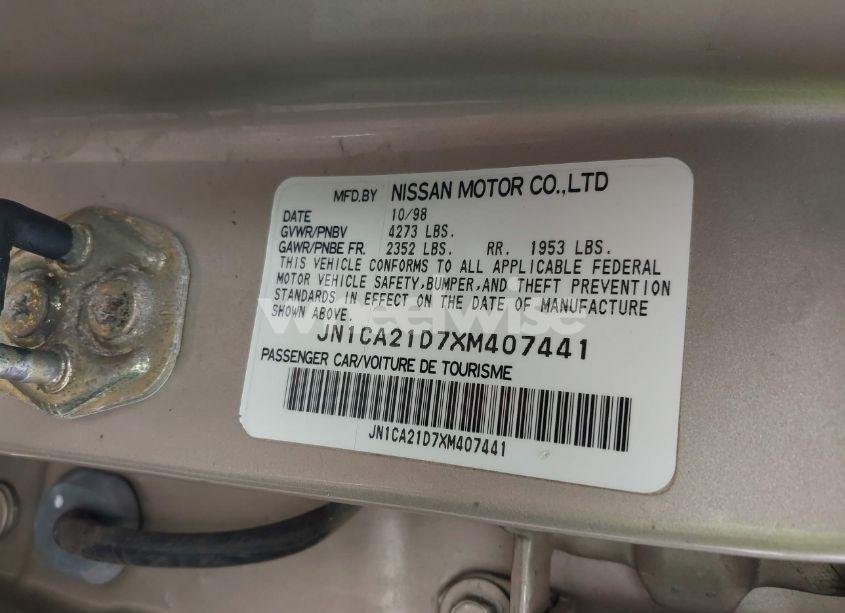 MFD.BY NISSAN MOTOR CO.,LTD
DATE 10/98
GVWR/PNBV 4273 LBS.
GAWR/PNBE FR. 2352 LBS. RR. 1953 LBS.
THIS VEHICLE CONFORMS TO ALL APPLICABLE FEDERAL
MOTOR VEHICLE SAFETY,BUMPER,AND THEFT PREVENTION
STANDARDS IN EFFECT ON THE DATE OF MANUFACTURE
SHOWN ABOVE.
wheelwise
JN1CA21D7XM407441
PASSENGER CAR/VOITURE DE TOURISME
JN1CA21D7XM407441